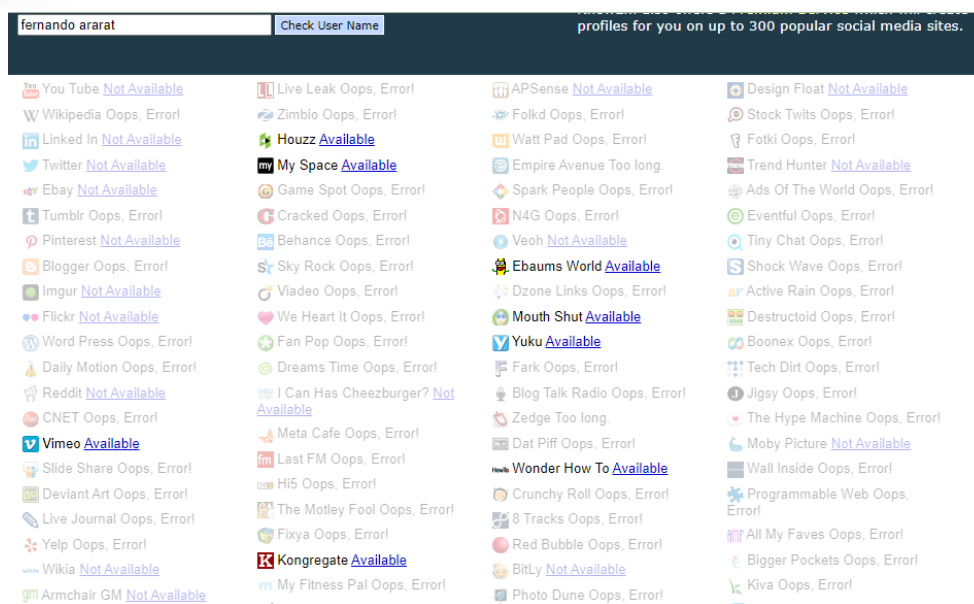 fernando ararat
Check User Name
profiles for you on up to 300 popular social media sites.
You Tube Not Available
Wikipedia Oops, Error!
Linked In Not Available
Twitter Not Available
Ebay Not Available
Tumblr Oops, Error!
Pinterest Not Available
Blogger Oops, Error!
Imgur Not Available
Flickr Not Available
Word Press Oops, Error!
Daily Motion Oops, Error!
Reddit Not Available
CNET Oops, Error!
Vimeo Available
Slide Share Oops, Error!
Deviant Art Oops, Error!
Live Journal Oops, Error!
Yelp Oops, Error!
Wikia Not Available
Armchair GM Not Available
Live Leak Oops, Error!
Zimbio Oops, Error!
Houzz Available
My Space Available
Game Spot Oops, Error!
Cracked Oops, Error!
Behance Oops, Error!
Sky Rock Oops, Error!
Viadeo Oops, Error!
We Heart It Oops, Error!
Fan Pop Oops, Error!
Dreams Time Oops, Error!
I Can Has Cheezburger? Not
Available
Meta Cafe Oops, Error!
Last FM Oops, Error!
Hi5 Oops, Error!
The Motley Fool Oops, Error!
Fixya Oops, Error!
Kongregate Available
My Fitness Pal Oops, Error!
APSense Not Available
Folkd Oops, Error!
Watt Pad Oops, Error!
Empire Avenue Too long.
Spark People Oops, Error!
N4G Oops, Error!
Veoh Not Available
Ebaums World Available
Dzone Links Oops, Error!
Mouth Shut Available
Yuku Available
Fark Oops, Error!
Blog Talk Radio Oops, Error!
Zedge Too long.
Dat Piff Oops, Error!
Wonder How To Available
Crunchy Roll Oops, Error!
8 Tracks Oops, Error!
Red Bubble Oops, Error!
BitLy Not Available
Photo Dune Oops, Error!
Design Float Not Available
Stock Twits Oops, Error!
Fotki Oops, Error!
Trend Hunter Not Available
Ads Of The World Oops, Error!
Eventful Oops, Error!
Tiny Chat Oops, Error!
Shock Wave Oops, Error!
Active Rain Oops, Error!
Destructoid Oops, Error!
Boonex Oops, Error!
Tech Dirt Oops, Error!
Jigsy Oops, Error!
The Hype Machine Oops, Error!
Moby Picture Not Available
Wall Inside Oops, Error!
Programmable Web Oops,
Error!
All My Faves Oops, Error!
Bigger Pockets Oops, Error!
Kiva Oops, Error!